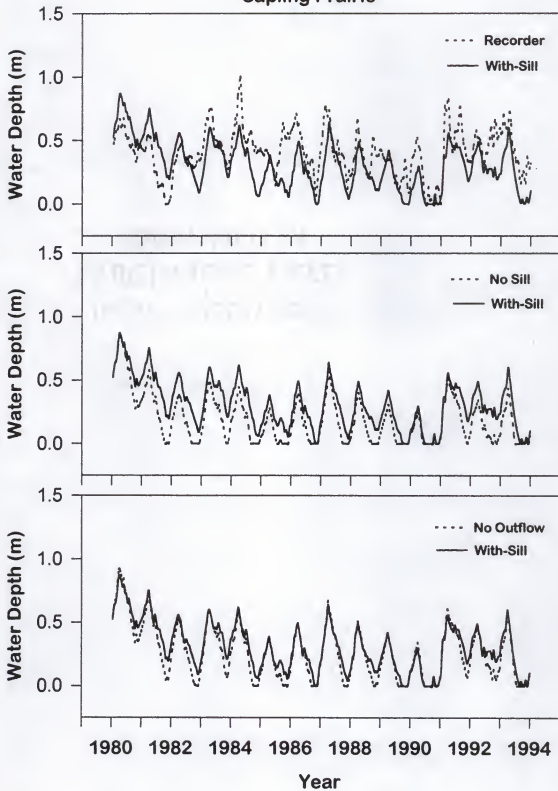 Sapling Prairie
1.5
1.0
0.5
0.0
Water Depth (m)
Recorder
With-Sill
1.5
1.0
0.5
0.0
Water Depth (m)
No Sill
With-Sill
1.5
1.0
0.5
0.0
Water Depth (m)
No Outflow
With-Sill
1980 1982 1984 1986 1988 1990 1992 1994
Year